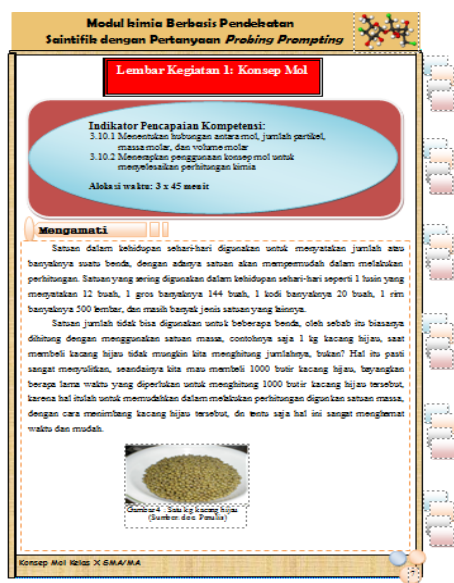 Modul kimia Berbasis Pendekatan
Saintifik dengan Pertanyaan Probing Prompting
Lembar Kegiatan 1: Konsep Mol
Indikator Pencapaian Kompetensi:
3.10.1 Menentukan hubungan antara mol, jumlah partikel,
massa molar, dan volume molar
3.10.2 Menerapkan penggunaan konsep mol untuk
menyelesaikan perhitungan kimia
Alokasi waktu: 3 x 45 menit
Mengamati
Satuan dalam kehidupan sehari-hari digunakan untuk menyatakan jumlah atau
banyaknya suatu benda, dengan adanya satuan akan mempermudah dalam melakukan
perhitungan. Satuan yang sering digunakan dalam kehidupan sehari-hari seperti 1 lusin yang
menyatakan 12 buah, 1 gros banyaknya 144 buah, 1 kodi banyaknya 20 buah, 1 rim
banyaknya 500 lembar, dan masih banyak jenis satuan yang lainnya.
Satuan jumlah tidak bisa digunakan untuk beberapa benda, oleh sebab itu biasanya
dihitung dengan menggunakan satuan massa, contohnya saja 1 kg kacang hijau, saat
membeli kacang hijau tidak mungkin kita menghitung jumlahnya, bukan? Hal itu pasti
sangat menyulitkan, seandainya kita mau membeli 1000 butir kacang hijau, bayangkan
berapa lama waktu yang diperlukan untuk menghitung 1000 butir kacang hijau tersebut,
karena hal itulah untuk memudahkan dalam melakukan perhitungan digunkan satuan massa,
dengan cara menimbang kacang hijau tersebut, dn tentu saja hal ini sangat menghemat
waktu dan mudah.
Gambar 4 : Satu kg kacang hijau
(Sumber: doc. Penulis)
Konsep Mol Kelas X SMA/MA
7